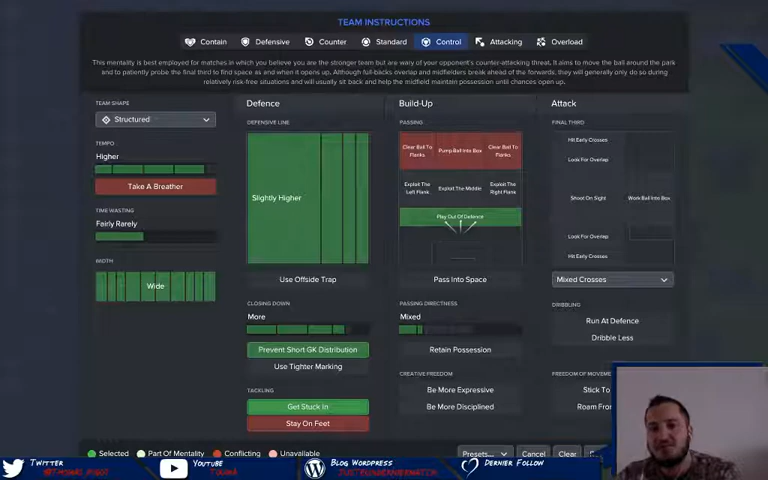 TEAM INSTRUCTIONS
Contain
Defensive
Counter
Standard
Control
Attacking
Overload
This mentality is best employed for matches in which you believe you are the stronger team but are wary of your opponent's counter-attacking threat. It aims to move the ball around the park
and to patiently probe the final third to find space as and when it opens up. Although full-backs overlap and midfielders break ahead of the forwards, they will generally only do so during
relatively risk-free situations and will usually sit back and help the midfield maintain possession until chances open up.
TEAM SHAPE
Structured
TEMPO
Higher
Take A Breather
TIME WASTING
Fairly Rarely
WIDTH
Wide
Defence
DEFENSIVE LINE
Slightly Higher
Use Offside Trap
CLOSING DOWN
More
Prevent Short GK Distribution
Use Tighter Marking
TACKLING
Get Stuck In
Stay On Feet
Build-Up
PASSING
Clear Ball To
Flanks
Pump Ball Into Box
Clear Ball To
Flanks
Exploit The
Left Flank
Exploit The Middle
Exploit The
Right Flank
Play Out Of Defence
Pass Into Space
PASSING DIRECTNESS
Mixed
Retain Possession
CREATIVE FREEDOM
Be More Expressive
Be More Disciplined
Attack
FINAL THIRD
Hit Early Crosses
Look For Overlap
Shoot On Sight
Work Ball Into Box
Look For Overlap
Hit Early Crosses
Mixed Crosses
DRIBBLING
Run At Defence
Dribble Less
FREEDOM OF MOVEME
Stick To
Roam
Selected
Part Of Mentality
Conflicting
Unavailable
Presets...
Cancel
Clear
Twitter
Youtube
Blog Wordpress
Dernier Follow